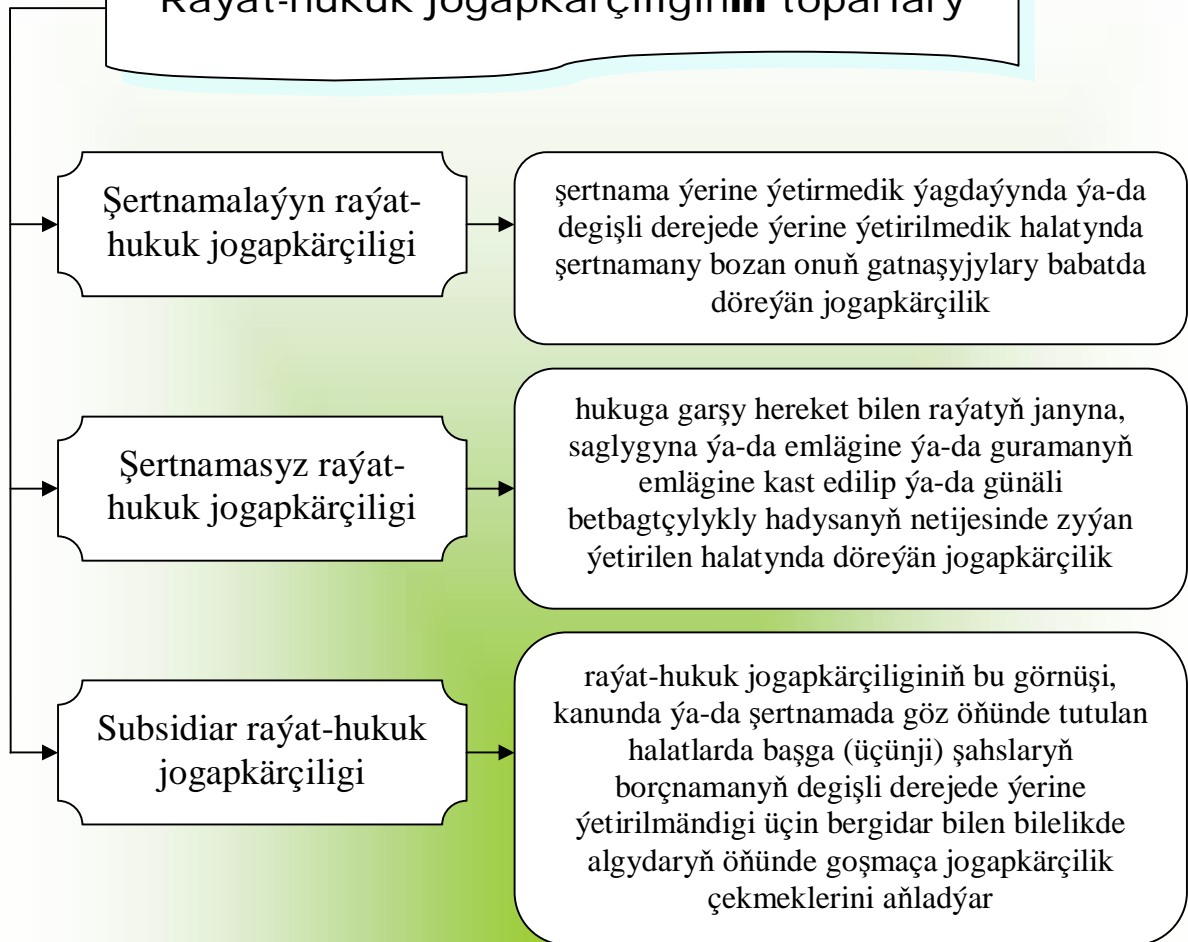 Raýat-hukuk jogapkärçiliginiň toparlary
Şertnamalaýyn raýat-
hukuk jogapkärçiligi
şertnama ýerine ýetirmedik ýagdaýynda ýa-da
degişli derejede ýerine ýetirilmedik halatynda
şertnamany bozan onuň gatnaşyjylary babatda
döreýän jogapkärçilik
Şertnamasyz raýat-
hukuk jogapkärçiligi
hukuga garşy hereket bilen raýatyň janyna,
saglygyna ýa-da emlägine ýa-da guramanyň
emlägine kast edilip ýa-da günäli
betbagtçylykly hadysanyň netijesinde zyýan
ýetirilen halatynda döreýän jogapkärçilik
Subsidiar raýat-hukuk
jogapkärçiligi
raýat-hukuk jogapkärçiliginiň bu görnüşi,
kanunda ýa-da şertnamada göz öňünde tutulan
halatlarda başga (üçünji) şahslaryň
borçnamanyň degişli derejede ýerine
ýetirilmändigi üçin bergidar bilen bilelikde
algydaryň öňünde goşmaça jogapkärçilik
çekmeklerini aňladýar